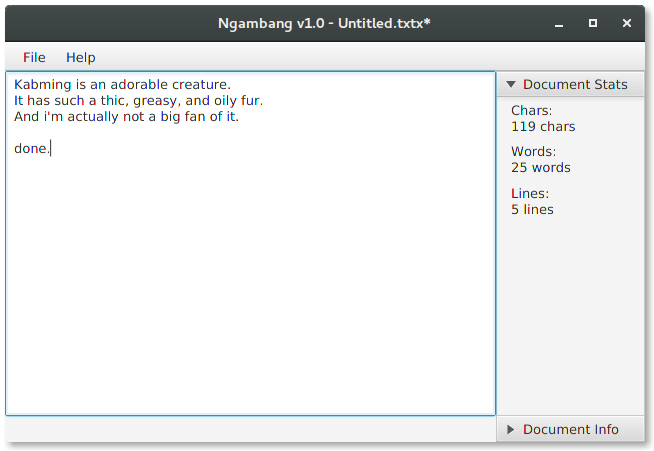 Ngambang v1.0 - Untitled.txtx*
File Help
Kabming is an adorable creature.
It has such a thic, greasy, and oily fur.
And i'm actually not a big fan of it.
done.
Document Stats
Chars:
119 chars
Words:
25 words
Lines:
5 lines
Document Info